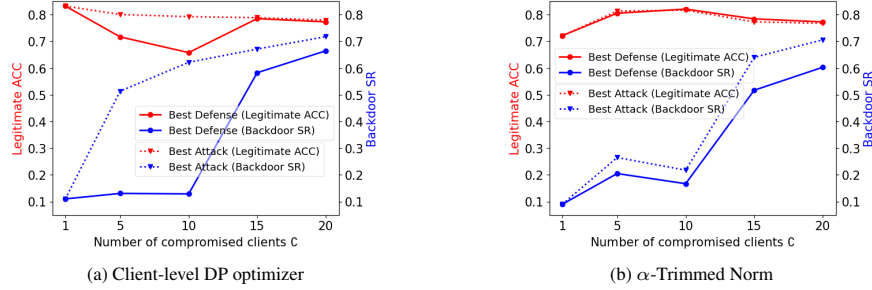 0.8
0.7
0.6
0.5
0.4
0.3
0.2
0.1
Legitimate ACC
Best Defense (Legitimate ACC)
Best Defense (Backdoor SR)
Best Attack (Legitimate ACC)
Best Attack (Backdoor SR)
0.8
0.7
0.6
0.5
0.4
0.3
0.2
0.1
Backdoor SR
1 5 10 15 20
Number of compromised clients C
(a) Client-level DP optimizer
0.8
0.7
0.6
0.5
0.4
0.3
0.2
0.1
Legitimate ACC
Best Defense (Legitimate ACC)
Best Defense (Backdoor SR)
Best Attack (Legitimate ACC)
Best Attack (Backdoor SR)
0.8
0.7
0.6
0.5
0.4
0.3
0.2
0.1
Backdoor SR
1 5 10 15 20
Number of compromised clients C
(b) α-Trimmed Norm